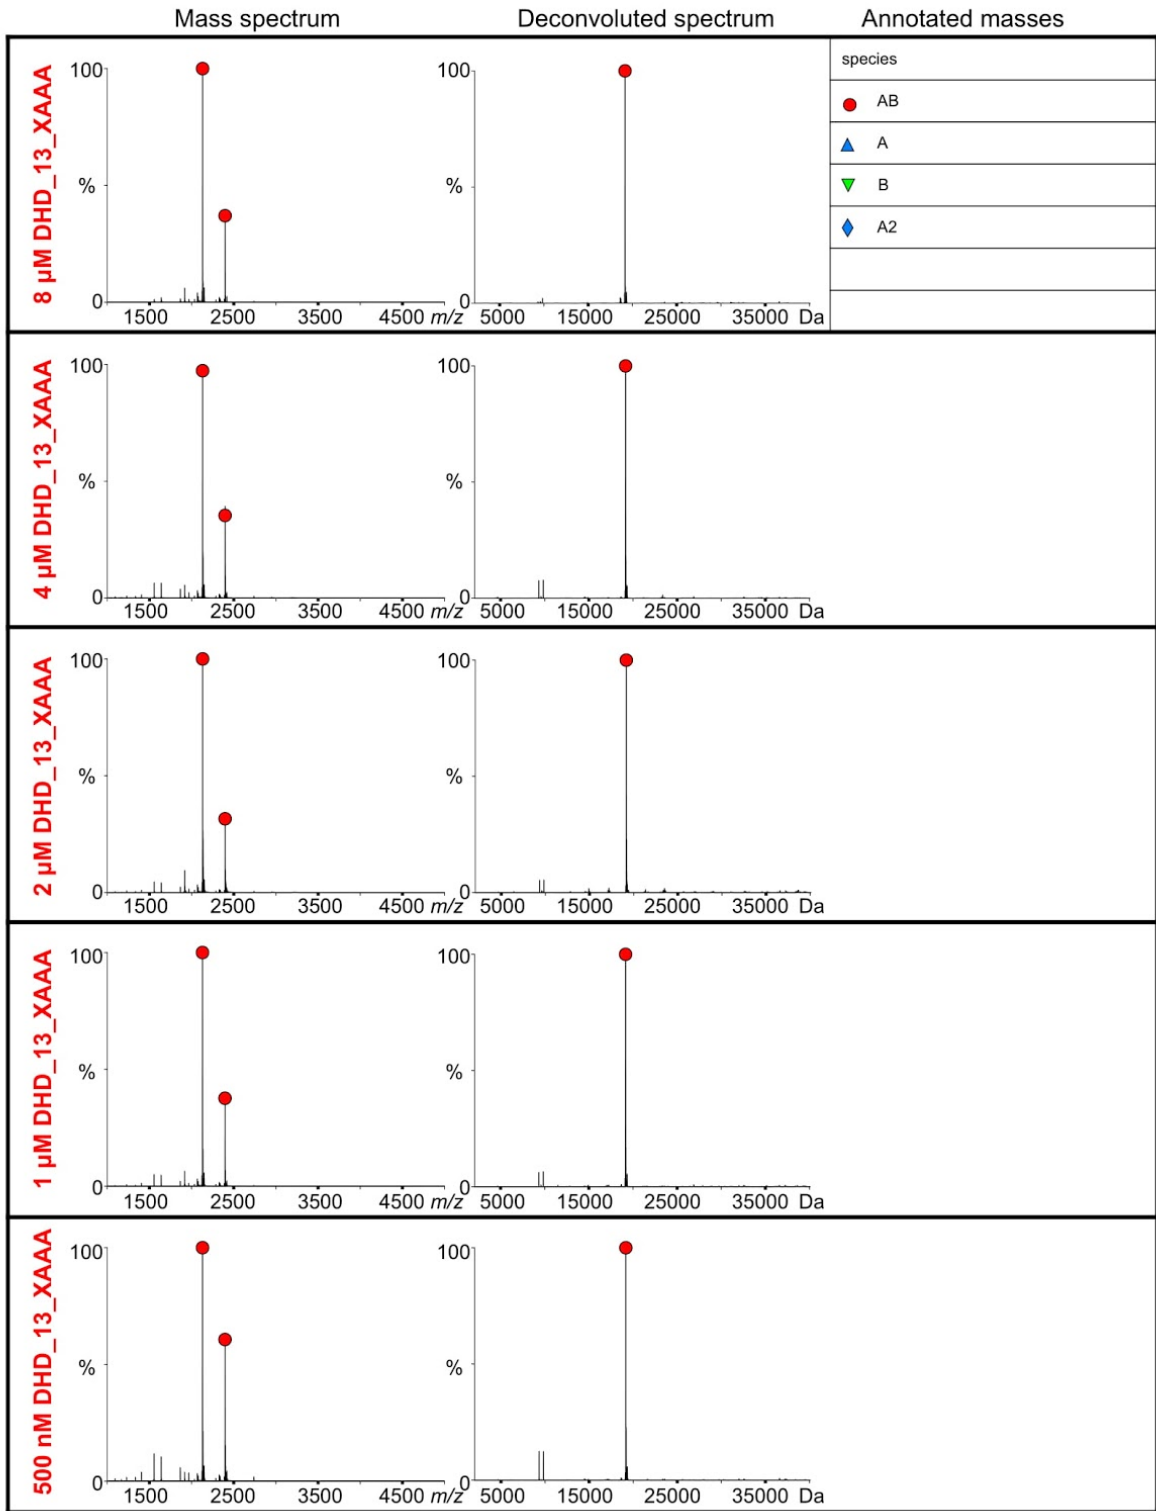 Mass spectrum Deconvoluted spectrum Annotated masses
8 µM DHD_13_XAAA
100
%
0
1500 2500 3500 4500 m/z
100
%
0
5000 15000 25000 35000 Da
species
AB
A
B
A2
4 µM DHD_13_XAAA
100
%
0
1500 2500 3500 4500 m/z
100
%
0
5000 15000 25000 35000 Da
2 µM DHD_13_XAAA
100
%
0
1500 2500 3500 4500 m/z
100
%
0
5000 15000 25000 35000 Da
1 µM DHD_13_XAAA
100
%
0
1500 2500 3500 4500 m/z
100
%
0
5000 15000 25000 35000 Da
500 nM DHD_13_XAAA
100
%
0
1500 2500 3500 4500 m/z
100
%
0
5000 15000 25000 35000 Da